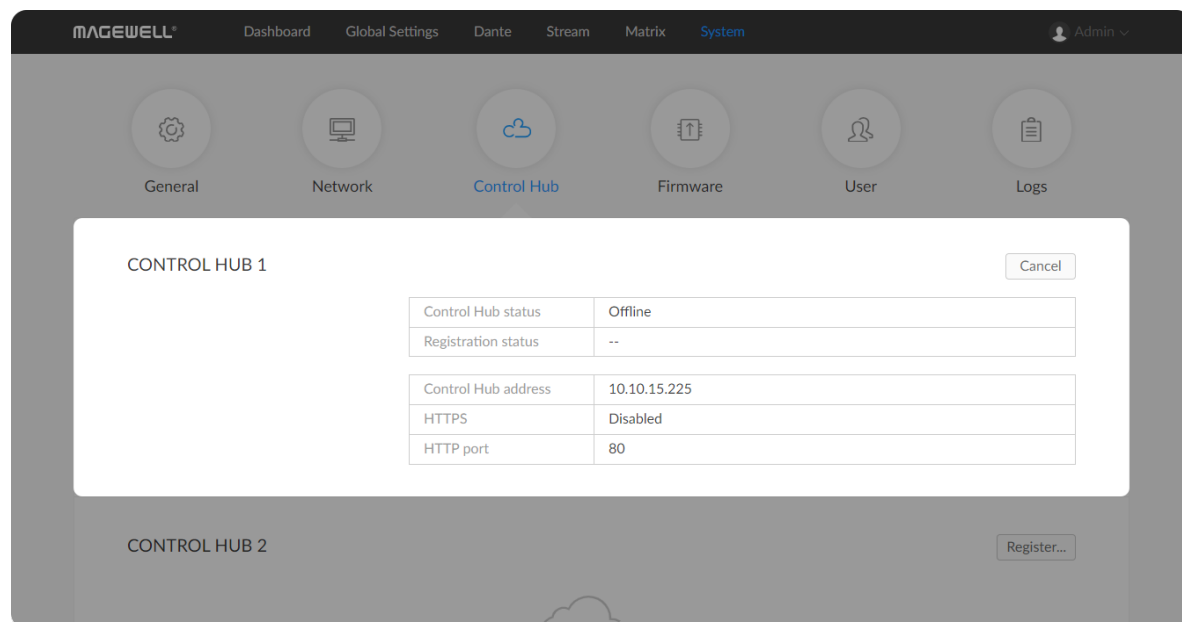 MAGEWELL® Dashboard Global Settings Dante Stream Matrix System Admin
General Network Control Hub Firmware User Logs
CONTROL HUB 1 Cancel
Control Hub status Offline
Registration status --
Control Hub address 10.10.15.225
HTTPS Disabled
HTTP port 80
CONTROL HUB 2 Register...